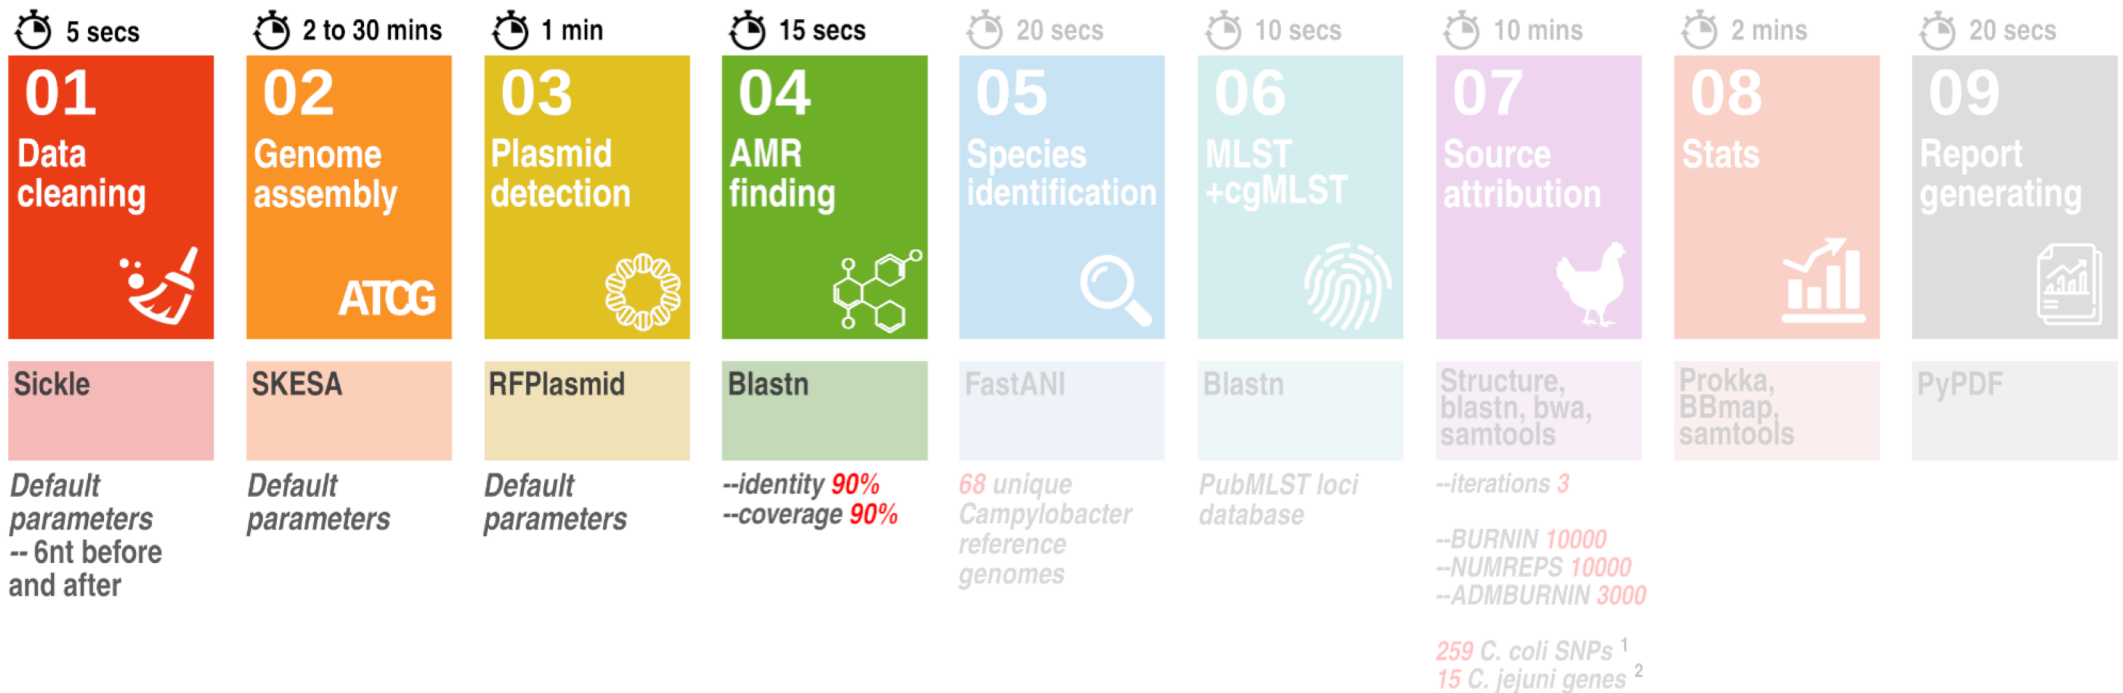 5 secs
01
Data
cleaning
Sickle
Default
parameters
-- 6nt before
and after
2 to 30 mins
02
Genome
assembly
ATCG
SKESA
Default
parameters
1 min
03
Plasmid
detection
RFPlasmid
Default
parameters
15 secs
04
AMR
finding
Blastn
--identity 90%
--coverage 90%
20 secs
05
Species
identification
FastANI
68 unique
Campylobacter
reference
genomes
10 secs
06
MLST
+cgMLST
Blastn
PubMLST loci
database
10 mins
07
Source
attribution
Structure,
blastn, bwa,
samtools
--iterations 3
--BURNIN 10000
--NUMREPS 10000
--ADMBURNIN 3000
259 C. coli SNPs 1
15 C. jejuni genes 2
2 mins
08
Stats
Prokka,
BBmap,
samtools
20 secs
09
Report
generating
PyPDF